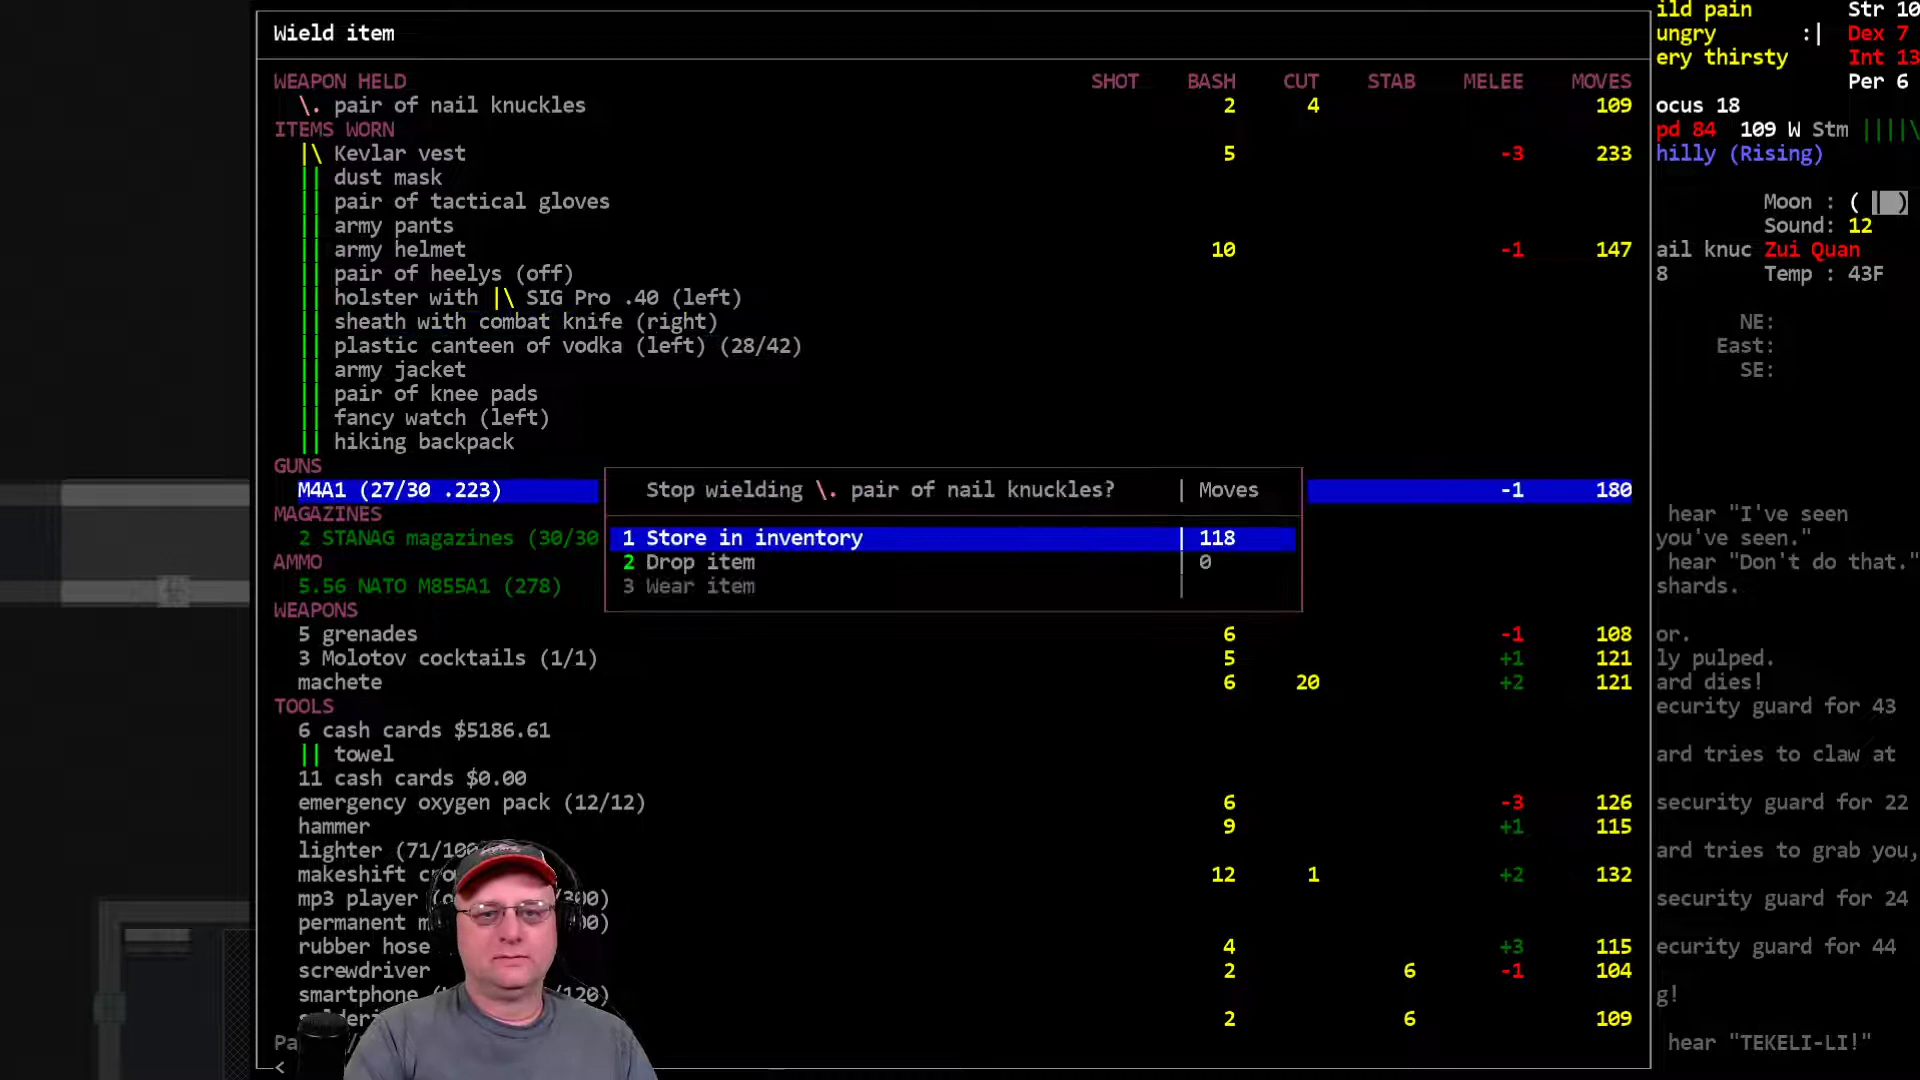 Wield item
WEAPON HELD SHOT BASH CUT STAB MELEE MOVES
\. pair of nail knuckles 2 4 109
ITEMS WORN
|\ Kevlar vest 5 -3 233
|| dust mask
|| pair of tactical gloves
|| army pants
|| army helmet 10 -1 147
|| pair of heelys (off)
|| holster with |\ SIG Pro .40 (left)
|| sheath with combat knife (right)
|| plastic canteen of vodka (left) (28/42)
|| army jacket
|| pair of knee pads
|| fancy watch (left)
|| hiking backpack
GUNS
M4A1 (27/30 .223) -1 180
MAGAZINES
2 STANAG magazines (30/30
AMMO
5.56 NATO M855A1 (278)
WEAPONS
5 grenades 6 -1 108
3 Molotov cocktails (1/1) 5 +1 121
machete 6 20 +2 121
TOOLS
6 cash cards $5186.61
|| towel
11 cash cards $0.00
emergency oxygen pack (12/12) 6 -3 126
hammer 9 +1 115
lighter (71/100 
makeshift 12 1 +2 132
mp3 player 300)
permanent 00)
rubber hose 4 +3 115
screwdriver 2 6 -1 104
smartphone /120)
2 6 109
Pa
<
Stop wielding \. pair of nail knuckles? | Moves
1 Store in inventory | 118
2 Drop item | 0
3 Wear item |
ild pain Str 10
ungry :| Dex 7
ery thirsty Int 13
Per 6
ocus 18
pd 84 109 W Stm ||||\
hilly (Rising)
Moon : ( | )
Sound: 12
ail knuc Zui Quan
8 Temp : 43F
NE:
East:
SE:
hear "I've seen
you've seen."
hear "Don't do that."
shards.
or.
ly pulped.
ard dies!
ecurity guard for 43
ard tries to claw at
security guard for 22
ard tries to grab you,
security guard for 24
ecurity guard for 44
g!
hear "TEKELI-LI!"